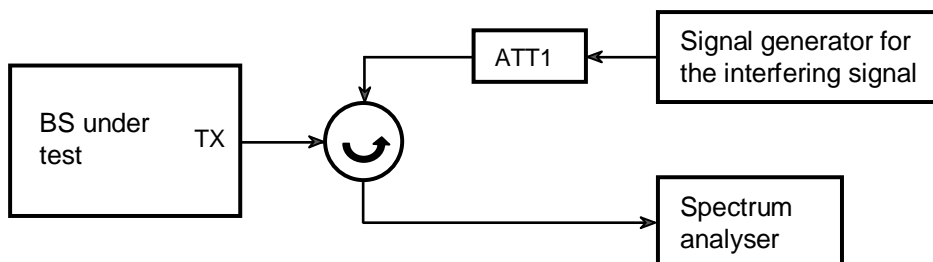 BS under
test
TX
ATT1
Signal generator for
the interfering signal
Spectrum
analyser